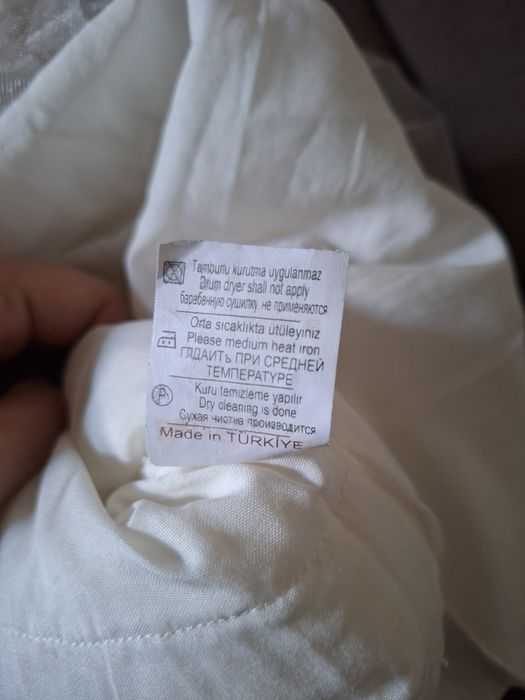 Tamburlu kurutma uygulanmaz
Drum dryer shall not apply
барабанную сушилку, не применяются
Orta sıcaklıkta ütüleyiniz
Please medium heat iron
ГЛДАИТЬ ПРИ СРЕДНЕЙ
ТЕМПЕРАТУРЕ
P
Kuru temizleme yapılır
Dry cleaning is done
Сухая чистка производится
Made in TÜRKİYE